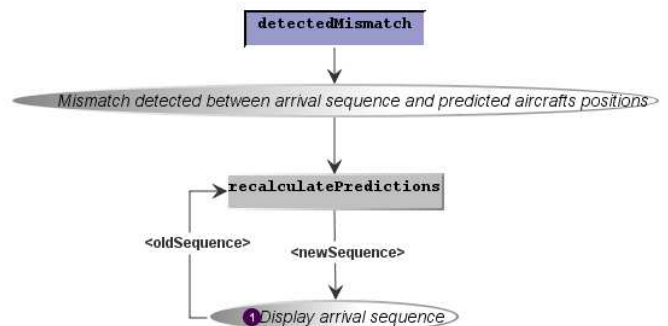 detectedMismatch
Mismatch detected between arrival sequence and predicted aircrafts positions
recalculatePredictions
<oldSequence>
<newSequence>
1 Display arrival sequence